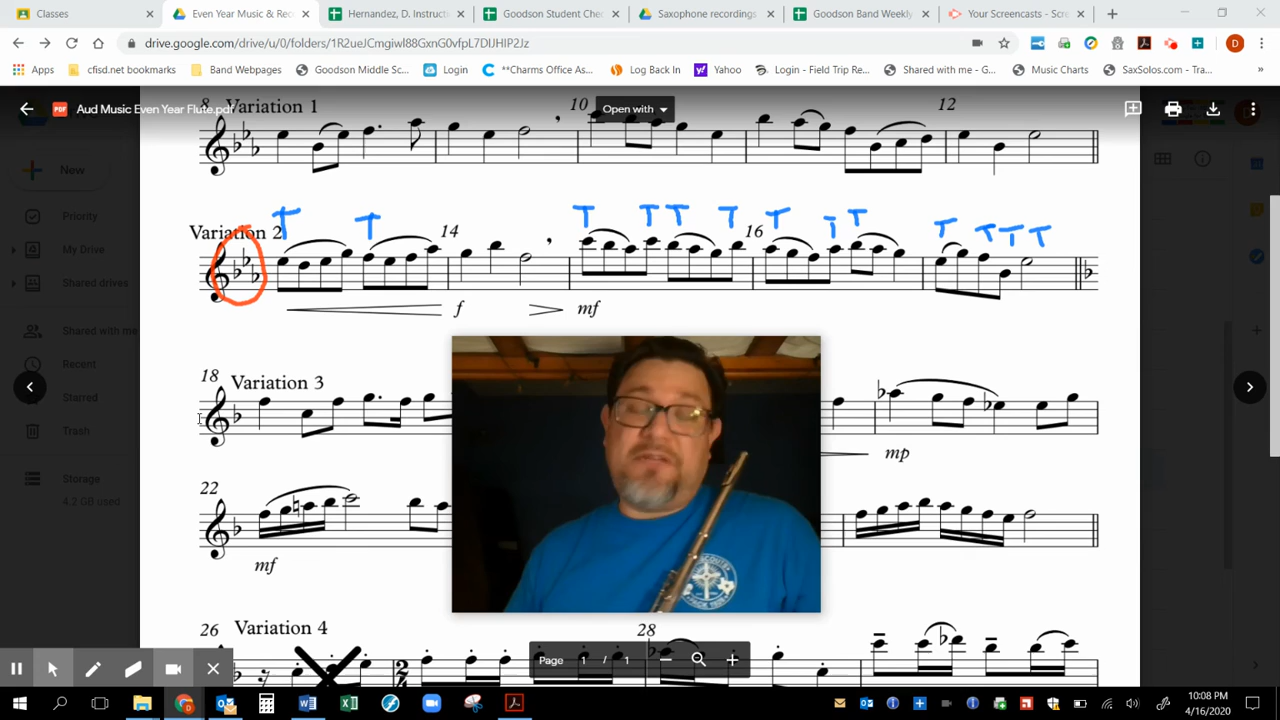 Classes
Even Year Music & Rec
Hernandez, D. Instructi
Goodson Student Chec
Saxophone recordings
Goodson Band Weekly
Your Screencasts - Scr
drive.google.com/drive/u/0/folders/1R2ueJCmgiwl88GxnG0vfpL7DIJHIP2Jz
Apps
cfisd.net bookmarks
Band Webpages
Goodson Middle Sc...
Login
**Charms Office As...
Log Back In
Yahoo
Login - Field Trip Re...
Shared with me - G...
Music Charts
SaxSolos.com - Tra...
Aud Music Even Year Flute.pdf
Open with
8 Variation 1
10
12
New
Priority
My Drive
Shared drives
Shared with me
Recent
Starred
Trash
Storage
4.2 GB used
T T T T T T T T T T T T T
Variation 2
14
16
f
mf
18
Variation 3
mp
22
mf
26
Variation 4
28
2
4
Page 1 / 1
10:08 PM
4/16/2020